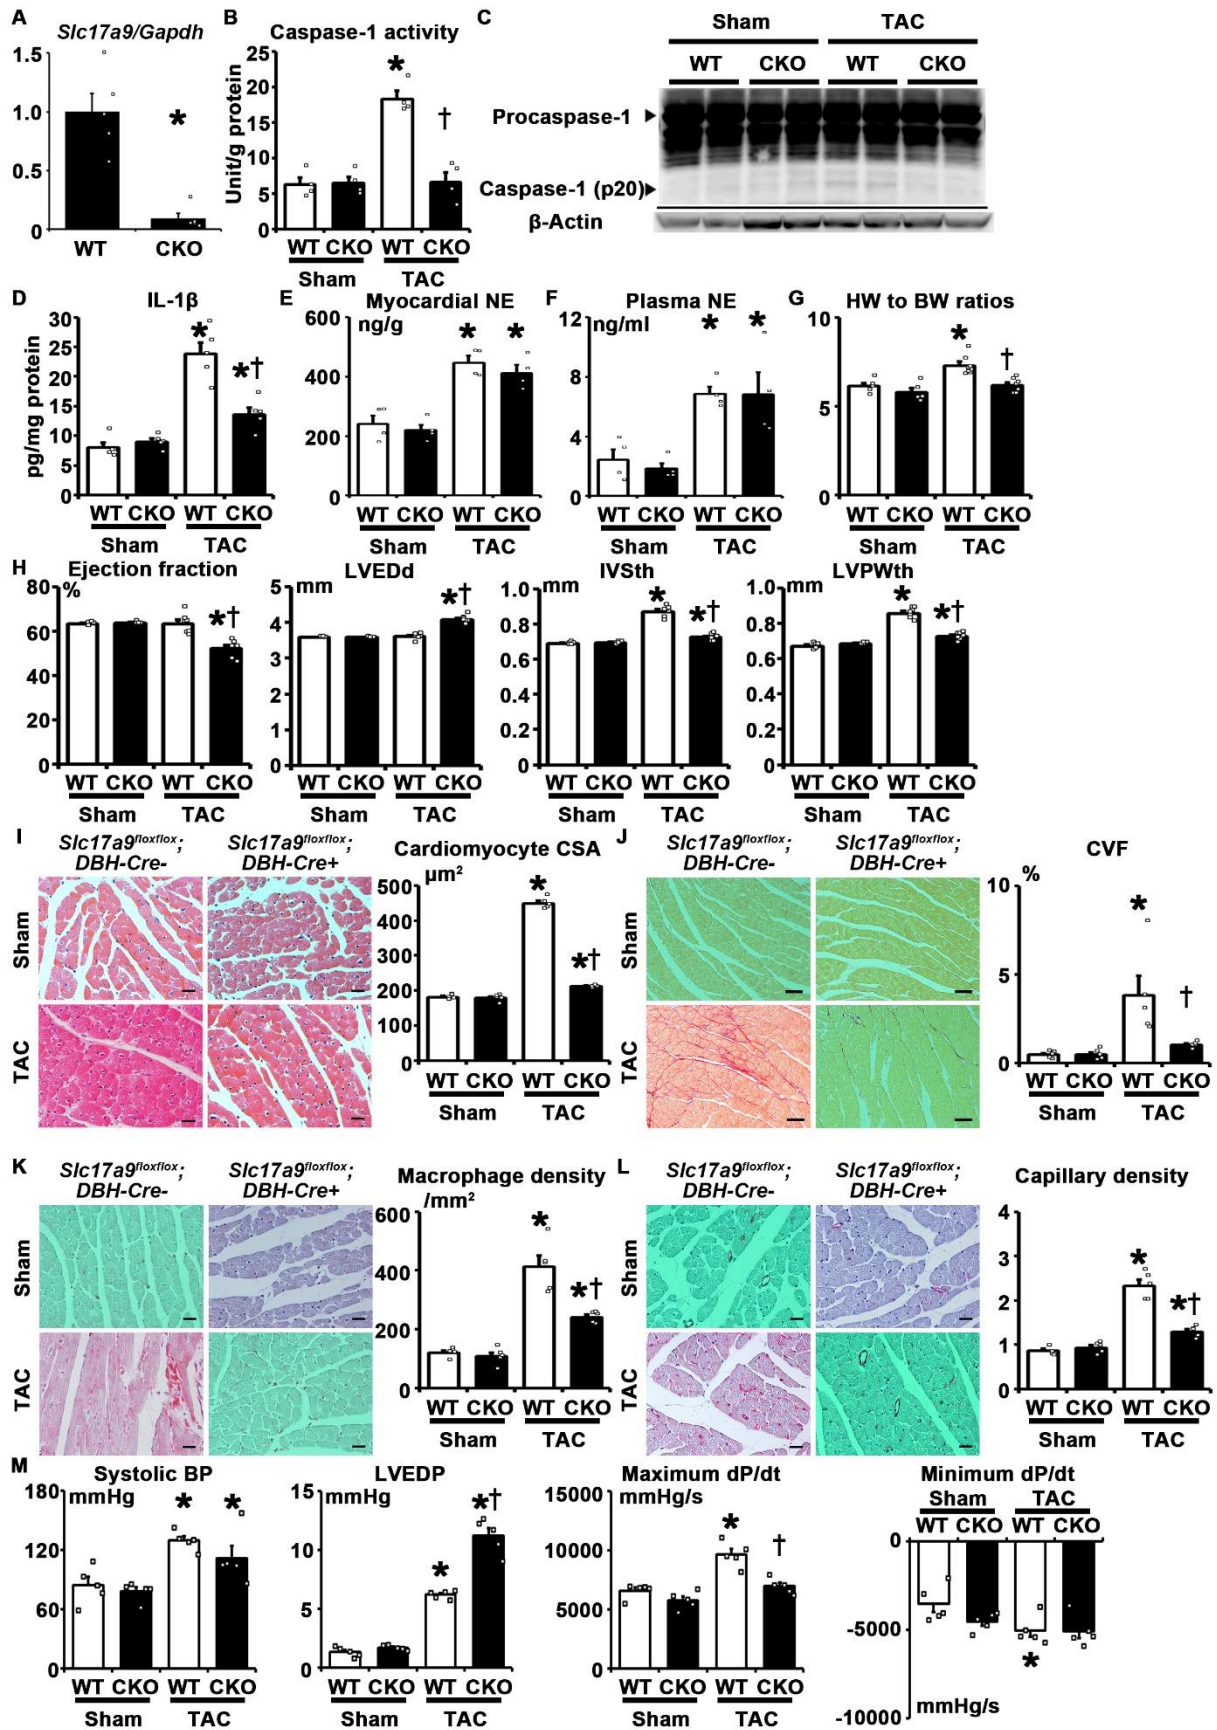 A
Slc17a9/Gapdh
1.5
1.0
0.5
0
WT CKO
*
B
Caspase-1 activity
Unit/g protein
25
20
15
10
5
0
* †
WT CKO WT CKO
Sham TAC
C
Sham TAC
WT CKO WT CKO
Procaspase-1
Caspase-1 (p20)
β-Actin
D
IL-1β
pg/mg protein
30
25
20
15
10
5
0
* *†
WT CKO WT CKO
Sham TAC
E
Myocardial NE
ng/g
600
400
200
0
* *
WT CKO WT CKO
Sham TAC
F
Plasma NE
ng/ml
12
8
4
0
* *
WT CKO WT CKO
Sham TAC
G
HW to BW ratios
10
5
0
* †
WT CKO WT CKO
Sham TAC
H
Ejection fraction
%
80
60
40
20
0
*†
WT CKO WT CKO
Sham TAC
LVEDd
mm
5
4
3
2
1
0
*†
WT CKO WT CKO
Sham TAC
IVSth
mm
1.0
0.8
0.6
0.4
0.2
0
* *†
WT CKO WT CKO
Sham TAC
LVPWth
mm
1.0
0.8
0.6
0.4
0.2
0
* *†
WT CKO WT CKO
Sham TAC
I
Slc17a9floxflox;
DBH-Cre-
Slc17a9floxflox;
DBH-Cre+
Sham
TAC
Cardiomyocyte CSA
μm²
500
400
300
200
100
0
* *†
WT CKO WT CKO
Sham TAC
J
Slc17a9floxflox;
DBH-Cre-
Slc17a9floxflox;
DBH-Cre+
Sham
TAC
CVF
%
10
5
0
* †
WT CKO WT CKO
Sham TAC
K
Slc17a9floxflox;
DBH-Cre-
Slc17a9floxflox;
DBH-Cre+
Sham
TAC
Macrophage density
/mm²
600
400
200
0
* *†
WT CKO WT CKO
Sham TAC
L
Slc17a9floxflox;
DBH-Cre-
Slc17a9floxflox;
DBH-Cre+
Sham
TAC
Capillary density
4
3
2
1
0
* *†
WT CKO WT CKO
Sham TAC
M
Systolic BP
mmHg
180
120
60
0
* *
WT CKO WT CKO
Sham TAC
LVEDP
mmHg
15
10
5
0
* *†
WT CKO WT CKO
Sham TAC
Maximum dP/dt
mmHg/s
15000
10000
5000
0
* †
WT CKO WT CKO
Sham TAC
Minimum dP/dt
Sham TAC
WT CKO WT CKO
0
-5000
-10000
*
mmHg/s